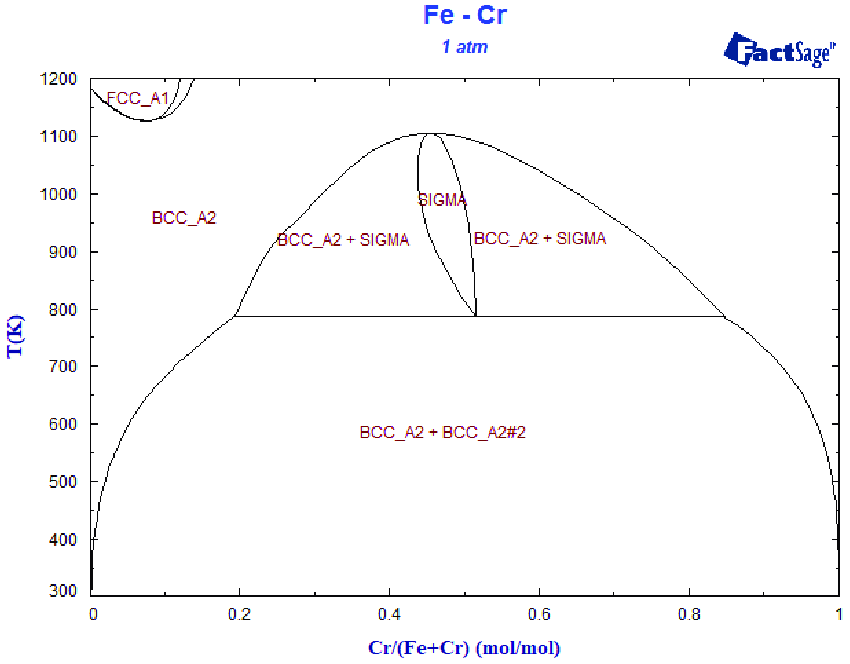 Fe - Cr
1 atm
FactSage
1200
1100
1000
900
800
700
600
500
400
300
T(K)
FCC_A1
BCC_A2
SIGMA
BCC_A2 + SIGMA
BCC_A2 + SIGMA
BCC_A2 + BCC_A2#2
0
0.2
0.4
0.6
0.8
1
Cr/(Fe+Cr) (mol/mol)